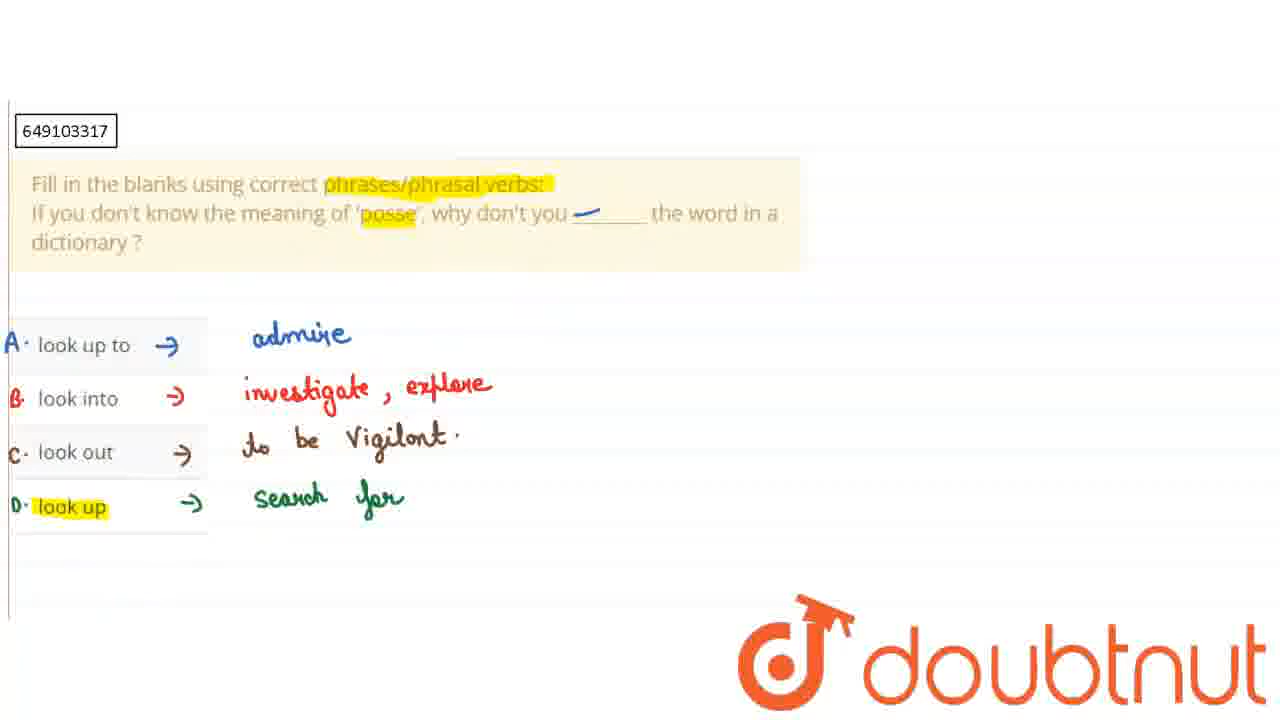 649103317
Fill in the blanks using correct phrases/phrasal verbs:
If you don't know the meaning of 'posse', why don't you ________ the word in a
dictionary ?
A. look up to → admire
B. look into → investigate, explore
C. look out → to be vigilont.
D. look up → search for
doubtnut